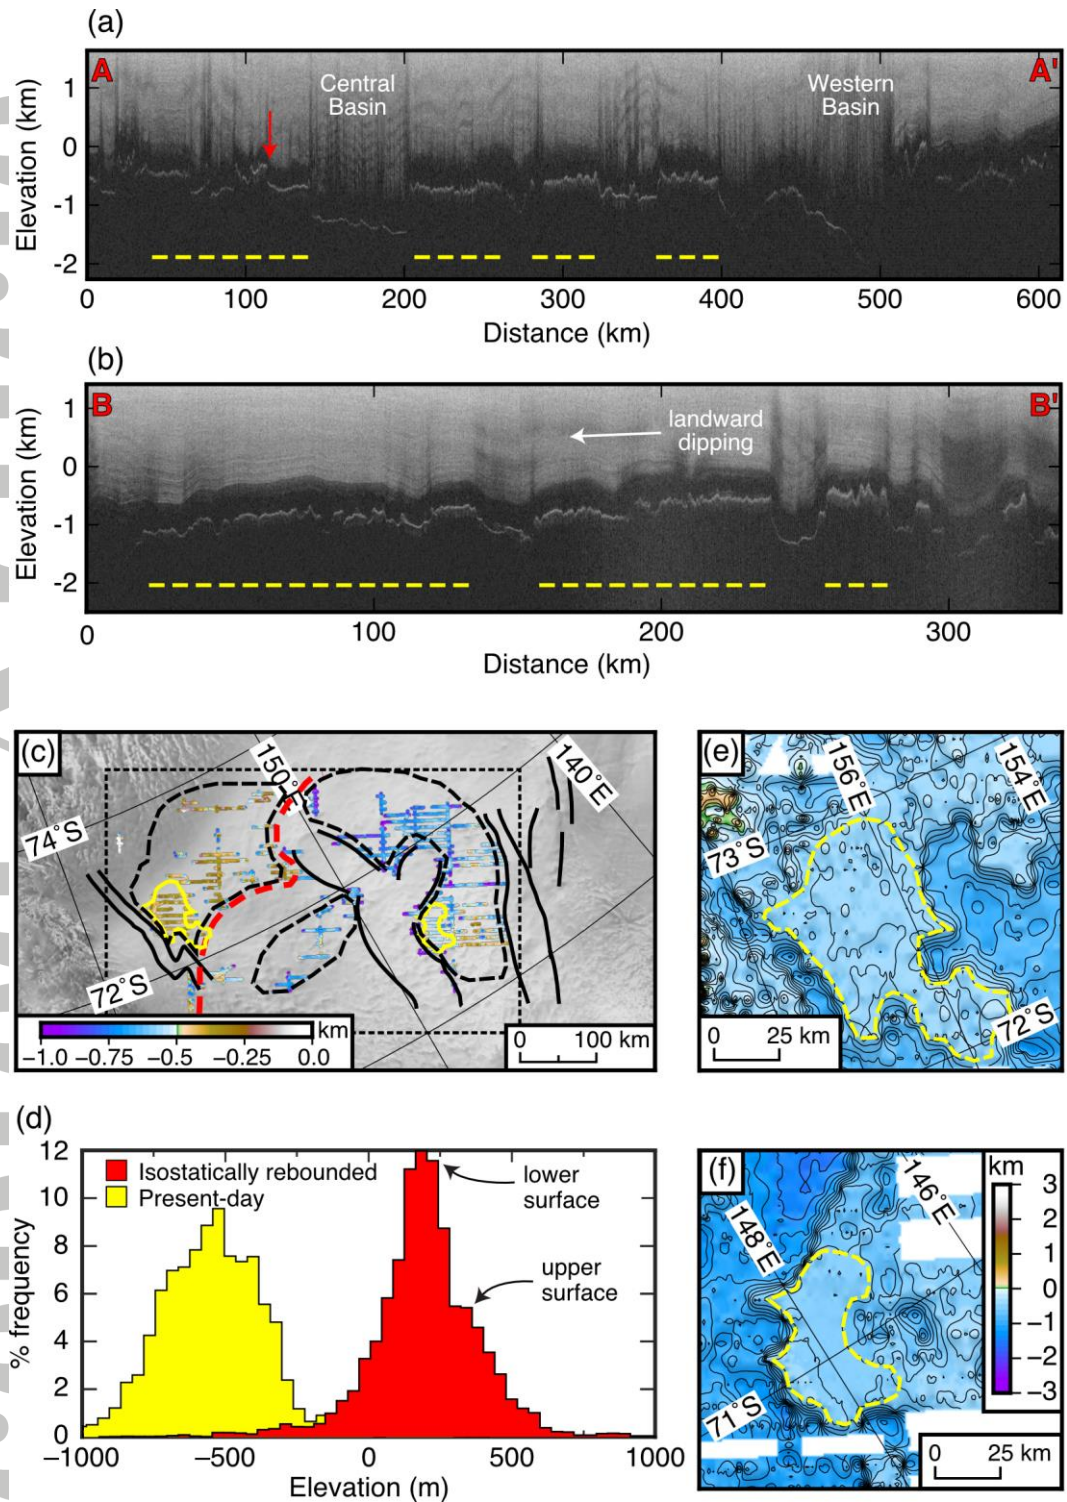 (a)
A
Central
Basin
Western
Basin
A'
Elevation (km)
1
0
-1
-2
0
100
200
300
400
500
600
Distance (km)
(b)
B
landward
dipping
B'
Elevation (km)
1
0
-1
-2
0
100
200
300
Distance (km)
(c)
150°E
140°E
74°S
72°S
km
−1.0
−0.75
−0.5
−0.25
0.0
0
100 km
(e)
156°E
154°E
73°S
72°S
0
25 km
(d)
Isostatically rebounded
Present-day
lower
surface
upper
surface
% frequency
12
10
8
6
4
2
0
−1000
−500
0
500
1000
Elevation (m)
(f)
146°E
148°E
71°S
km
3
2
1
0
−1
−2
−3
0
25 km